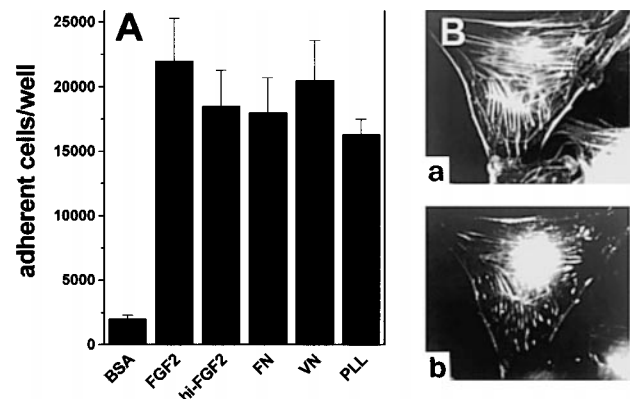 A
adherent cells/well
25000
20000
15000
10000
5000
0
BSA
FGF2
hi-FGF2
FN
VN
PLL
B
a
b